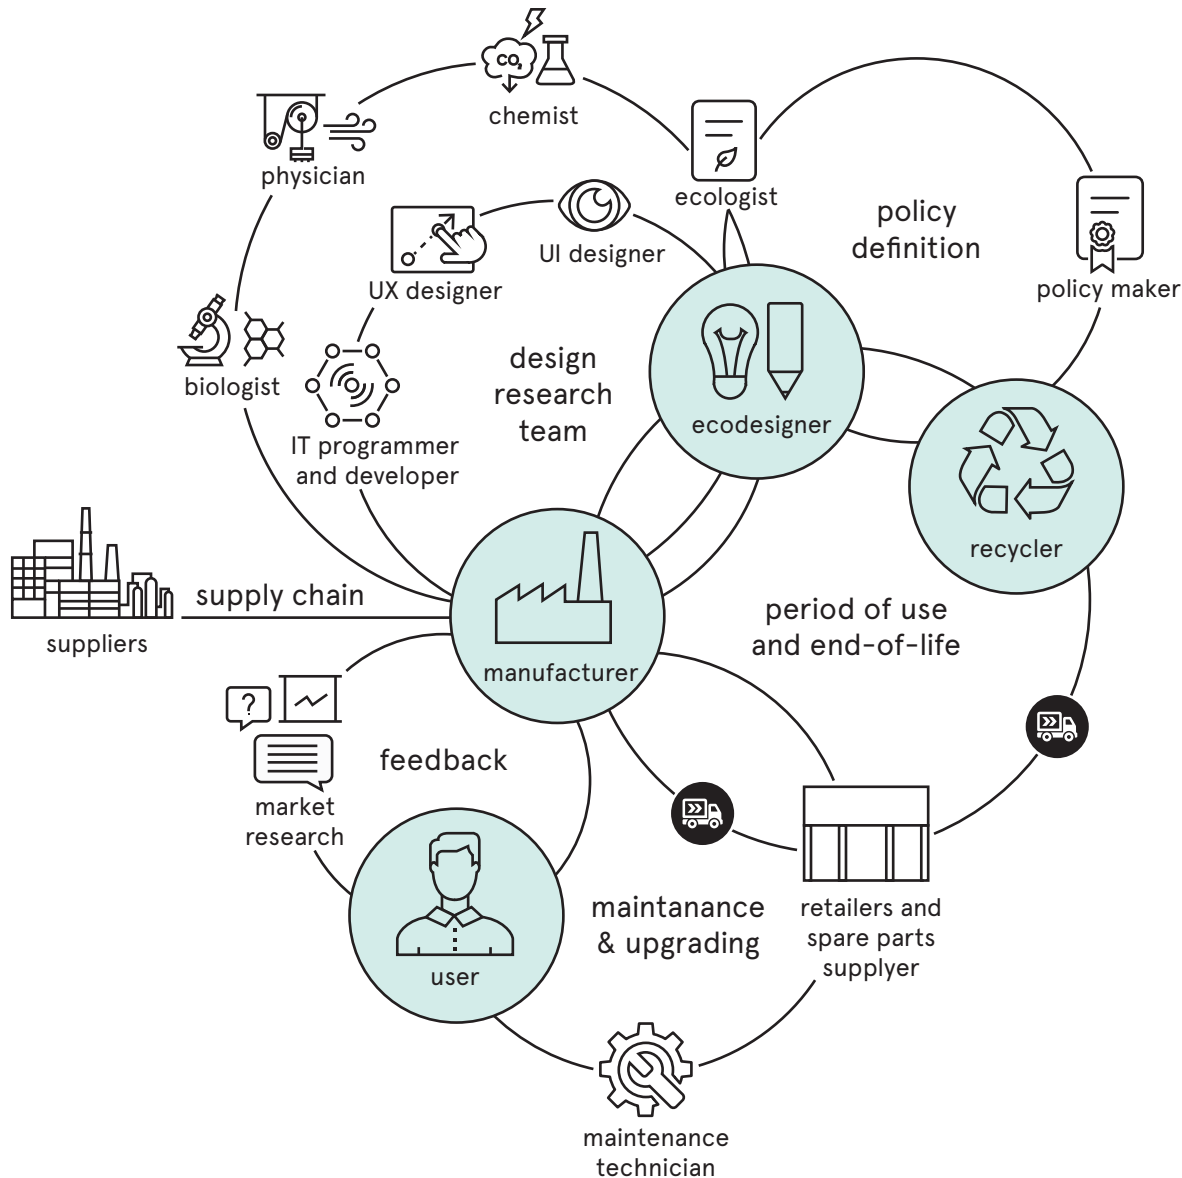 CO₂
chemist
physician
ecologist
policy
definition
UI designer
UX designer
policy maker
design
research
team
biologist
ecodesigner
IT programmer
and developer
recycler
supply chain
suppliers
period of use
and end-of-life
manufacturer
?
feedback
market
research
maintanance
& upgrading
retailers and
spare parts
supplyer
user
maintenance
technician